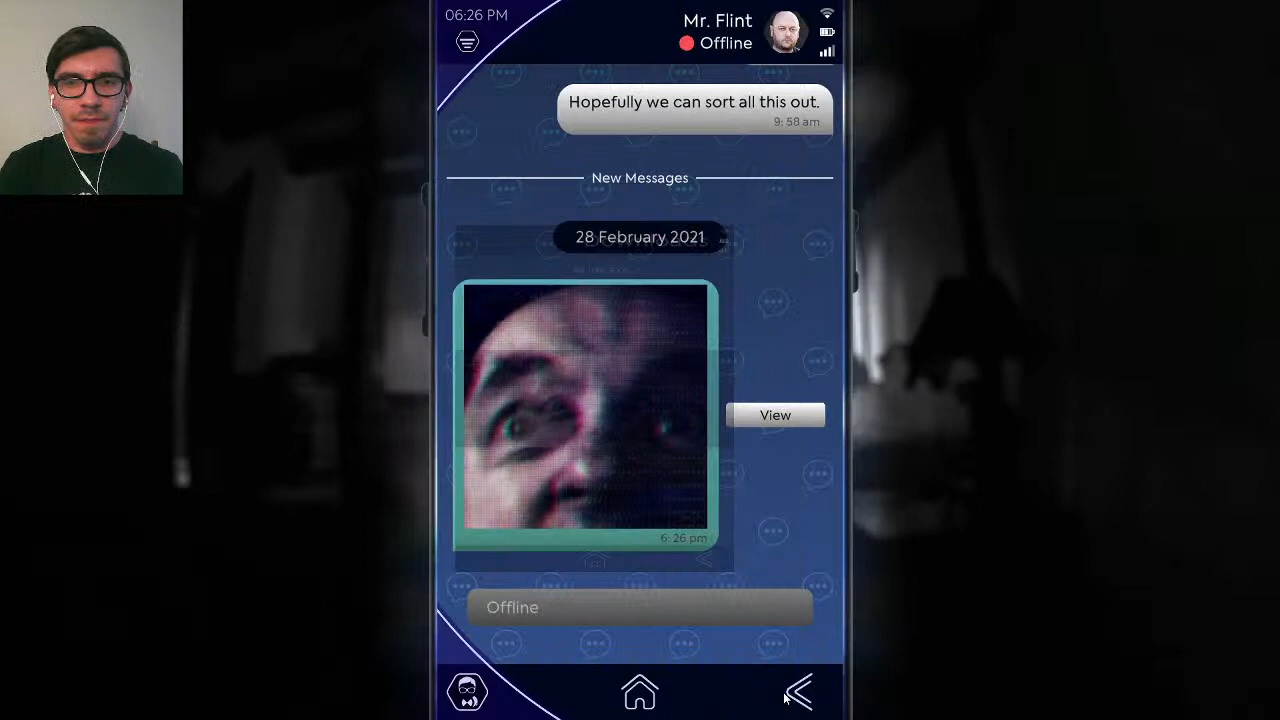 06:26 PM
Mr. Flint
Offline
Hopefully we can sort all this out.
9:58 am
New Messages
28 February 2021
View
6:26 pm
Offline